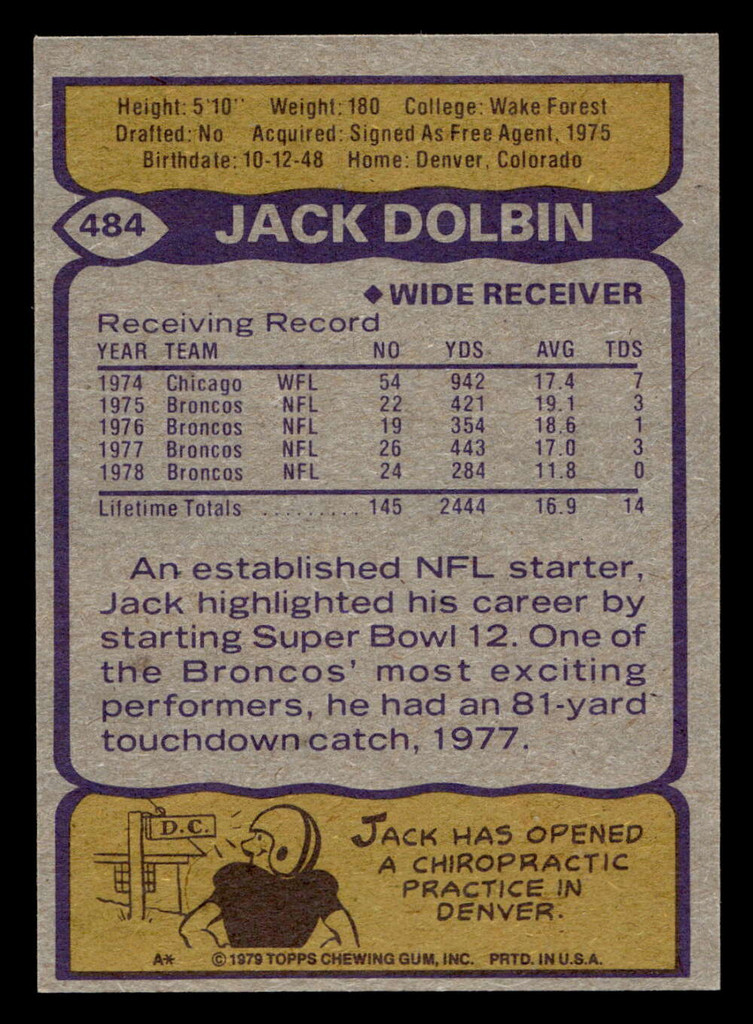 Height: 5'10" Weight: 180 College: Wake Forest
Drafted: No Acquired: Signed As Free Agent, 1975
Birthdate: 10-12-48 Home: Denver, Colorado
484 JACK DOLBIN
◆ WIDE RECEIVER
Receiving Record
YEAR TEAM NO YDS AVG TDS
1974 Chicago WFL 54 942 17.4 7
1975 Broncos NFL 22 421 19.1 3
1976 Broncos NFL 19 354 18.6 1
1977 Broncos NFL 26 443 17.0 3
1978 Broncos NFL 24 284 11.8 0
Lifetime Totals ......... 145 2444 16.9 14
An established NFL starter,
Jack highlighted his career by
starting Super Bowl 12. One of
the Broncos' most exciting
performers, he had an 81-yard
touchdown catch, 1977.
D.C.
JACK HAS OPENED
A CHIROPRACTIC
PRACTICE IN
DENVER.
A* © 1979 TOPPS CHEWING GUM, INC. PRTD. IN U.S.A.